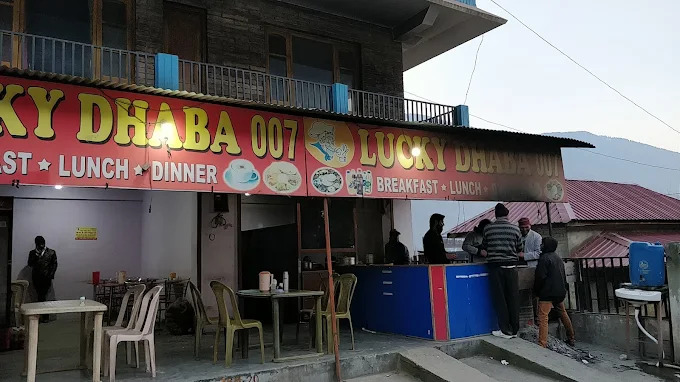 KY DHABA 007
AST ★ LUNCH ★ DINNER
LUCKY DHABA 007
BREAKFAST ★ LUNCH ★